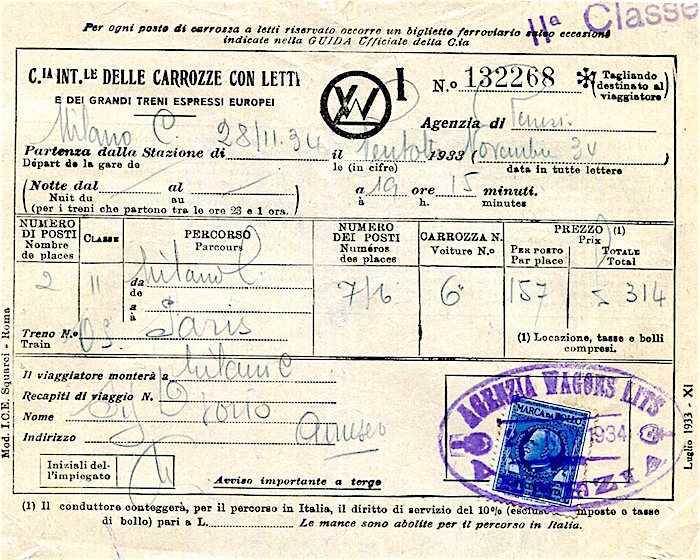 IIª Classe
Per ogni posto di carrozza a letti riservato occorre un biglietto ferroviario salvo eccezioni
indicate nella GUIDA Ufficiale della C.ia
C.IA INT.LE DELLE CARROZZE CON LETTI
E DEI GRANDI TRENI ESPRESSI EUROPEI
I N.o 132268
Tagliando destinato al viaggiatore
Agenzia di
Milano C. 28/11.34
Partenza dalla Stazione di il 1933 Novembre 34
Départ de la gare de le (in cifre) data in tutte lettere
Notte dal al a 19 ore 15 minuti.
Nuit du au à h. minutes
(per i treni che partono tra le ore 23 e 1 ora.)
NUMERO DI POSTI CLASSE PERCORSO NUMERO DEI POSTI CARROZZA N. PREZZO (1)
Nombre de places Parcours Numéros des places Voiture N.o Prix
PER POSTO TOTALE
Par place Total
2 II da Milano C. 7/6 6 157 314
de
a Paris
à
Treno N.o O.S. (1) Locazione, tasse e bolli
Train compresi.
Il viaggiatore monterà a Milano C
Recapiti di viaggio N.
Nome
Indirizzo
Iniziali del-
l'impiegato
Avviso importante a tergo
AGENZIA WAGONS LITS
MARCA DA BOLLO
1934
(1) Il conduttore conteggerà, per il percorso in Italia, il diritto di servizio del 10% imposte e tasse
di bollo) pari a L. Le mance sono abolite per il percorso in Italia.
Mod. I.C.E. Squarci - Roma
Luglio 1933 - XI